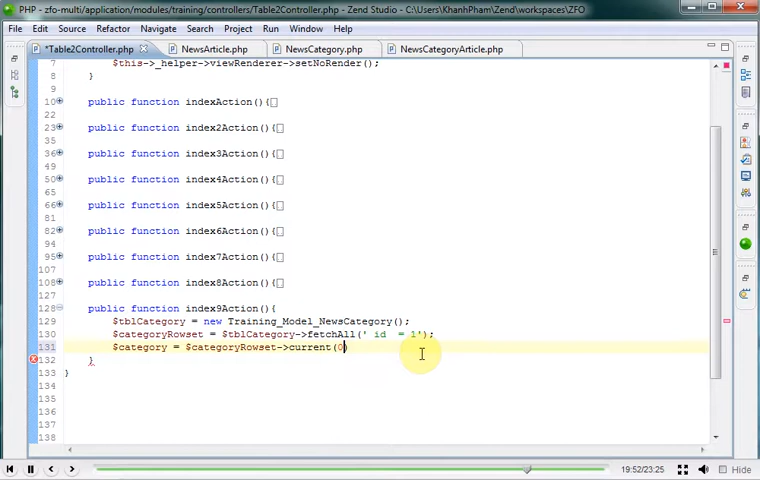 PHP - zfo-multi/application/modules/training/controllers/Table2Controller.php - Zend Studio - C:\Users\KhanhPham\Zend\workspaces\ZFO
File Edit Source Refactor Navigate Search Project Run Window Help
*Table2Controller.php NewsArticle.php NewsCategory.php NewsCategoryArticle.php
7 $this->_helper->viewRenderer->setNoRender();
8 }
9
10 public function indexAction(){
22
23 public function index2Action(){
35
36 public function index3Action(){
49
50 public function index4Action(){
65
66 public function index5Action(){
81
82 public function index6Action(){
94
95 public function index7Action(){
107
108 public function index8Action(){
127
128 public function index9Action(){
129 $tblCategory = new Training_Model_NewsCategory();
130 $categoryRowset = $tblCategory->fetchAll(' id = 1');
131 $category = $categoryRowset->current(0)
132 }
133 }
134
135
136
137
138
19:52/23:25 Hide